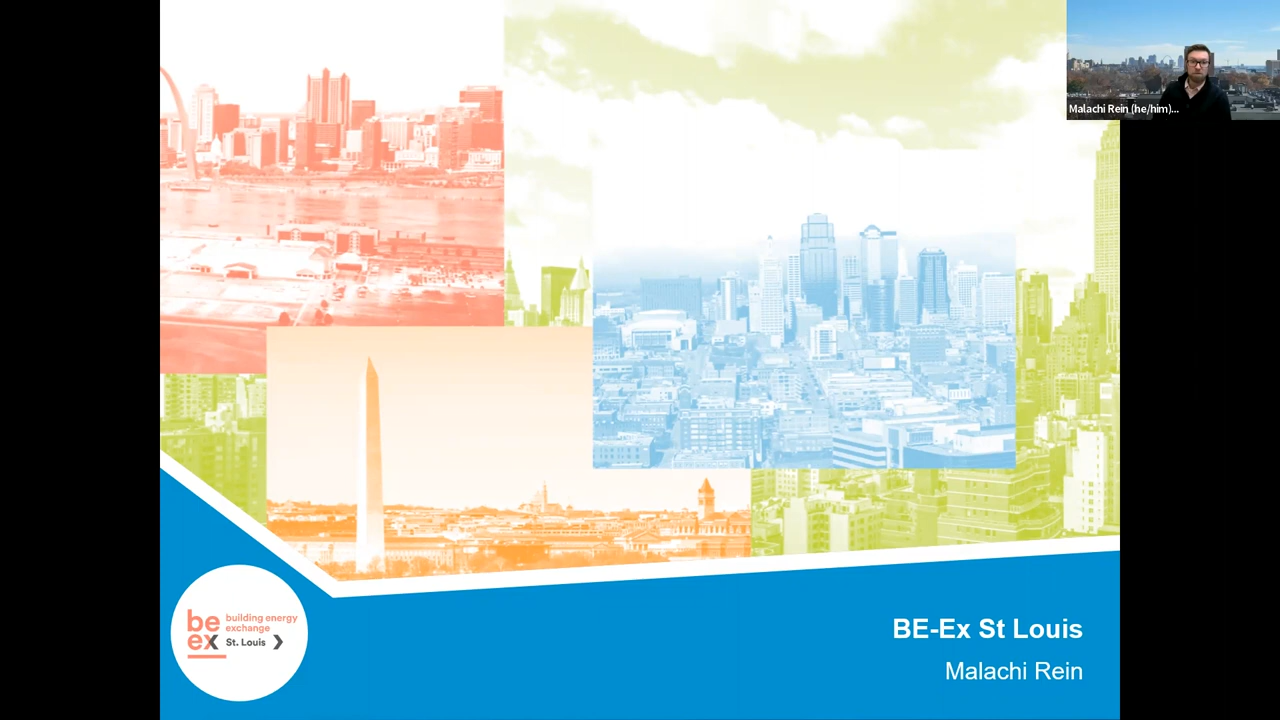 Malachi Rein (he/him)...
be
ex
building energy
exchange
St. Louis
BE-Ex St Louis
Malachi Rein